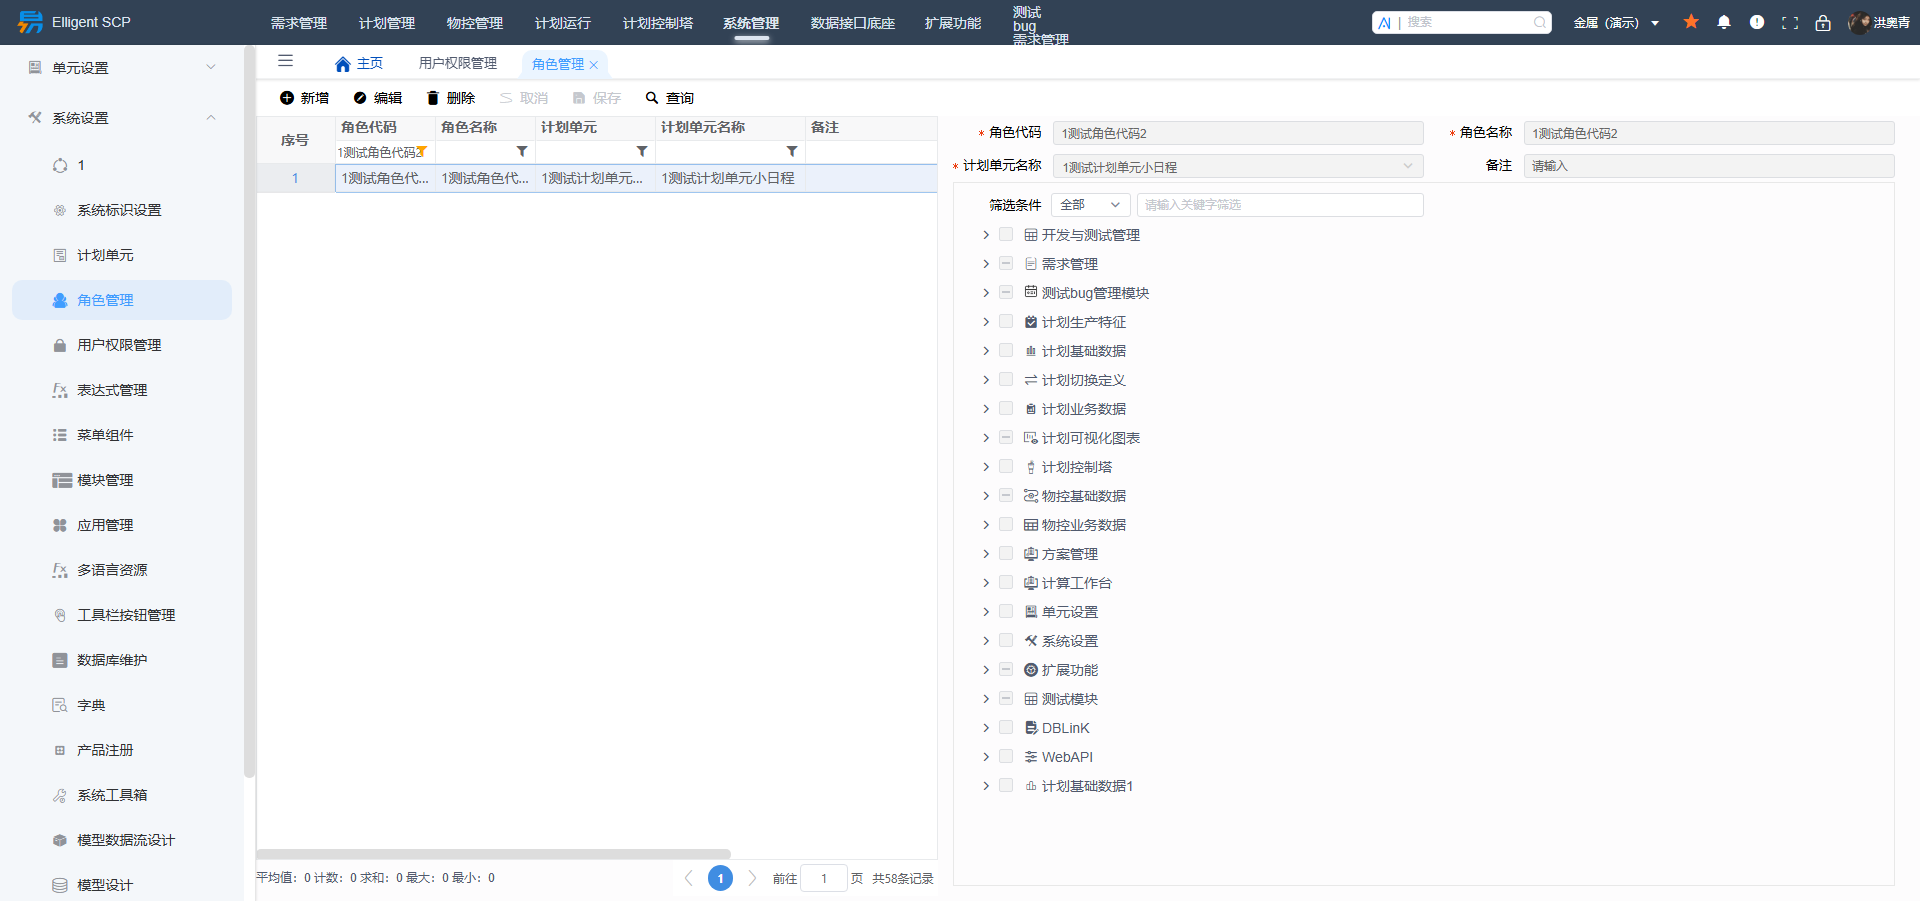 Elligent SCP
需求管理 计划管理 物控管理 计划运行 计划控制塔 系统管理 数据接口底座 扩展功能
测试
bug
需求管理
AI | 搜索
金属（演示）
洪奥青
单元设置
系统设置
1
系统标识设置
计划单元
角色管理
用户权限管理
表达式管理
菜单组件
模块管理
应用管理
多语言资源
工具栏按钮管理
数据库维护
字典
产品注册
系统工具箱
模型数据流设计
模型设计
主页 用户权限管理 角色管理
新增 编辑 删除 取消 保存 查询
序号 角色代码 角色名称 计划单元 计划单元名称 备注
1测试角色代码2
1 1测试角色代... 1测试角色代... 1测试计划单元... 1测试计划单元小日程
平均值：0 计数：0 求和：0 最大：0 最小：0
1 前往 1 页 共58条记录
* 角色代码 1测试角色代码2 * 角色名称 1测试角色代码2
* 计划单元名称 1测试计划单元小日程 备注 请输入
筛选条件 全部 请输入关键字筛选
开发与测试管理
需求管理
测试bug管理模块
计划生产特征
计划基础数据
计划切换定义
计划业务数据
计划可视化图表
计划控制塔
物控基础数据
物控业务数据
方案管理
计算工作台
单元设置
系统设置
扩展功能
测试模块
DBLinK
WebAPI
计划基础数据1